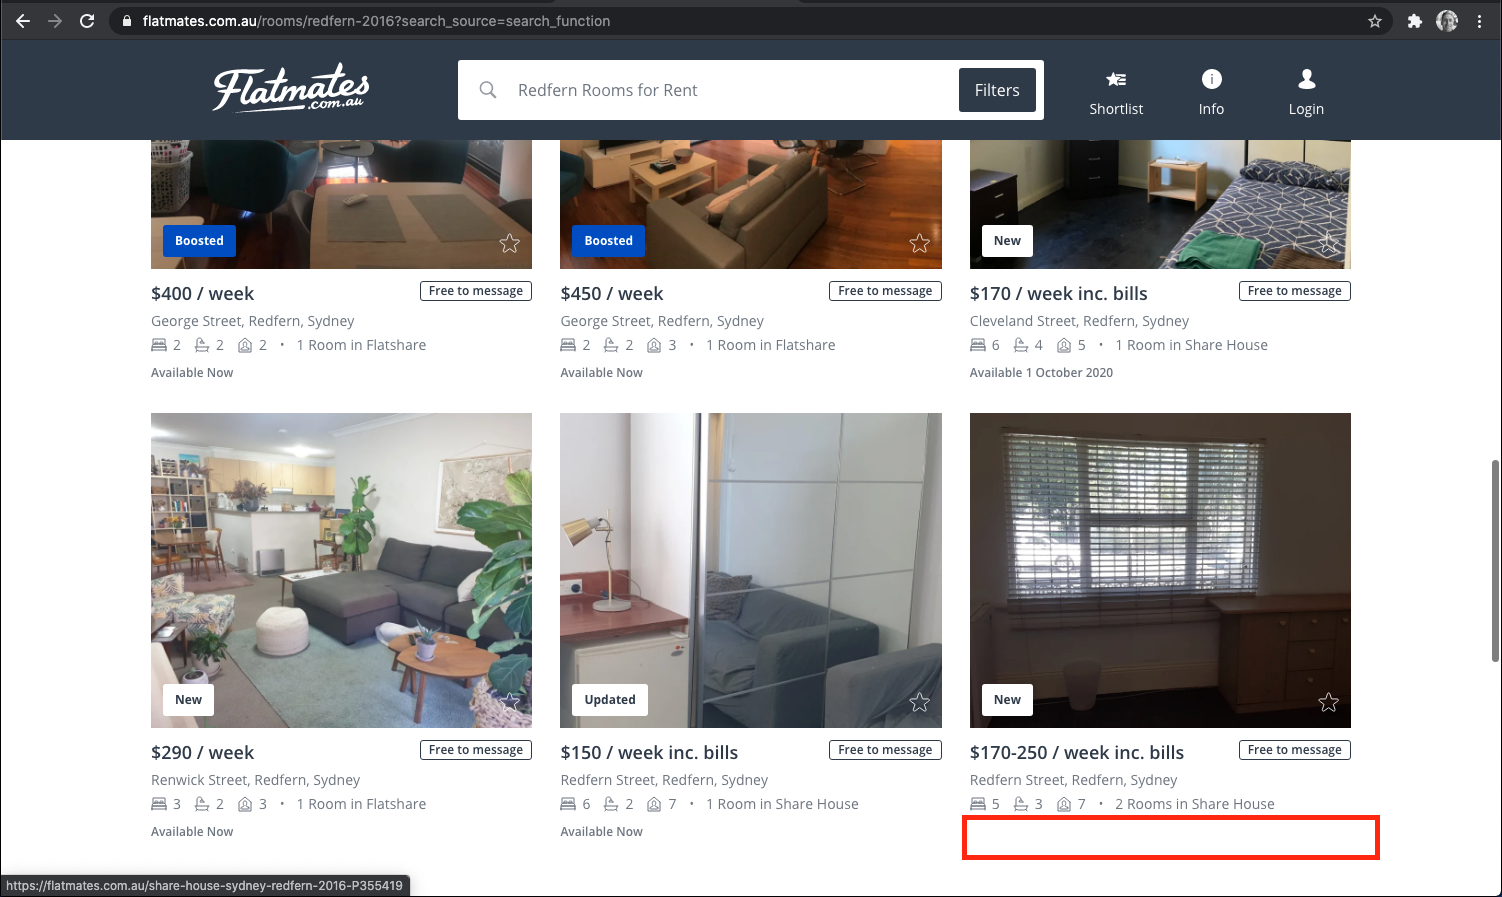 flatmates.com.au/rooms/redfern-2016?search_source=search_function
Flatmates
.com.au
Redfern Rooms for Rent
Filters
Shortlist
Info
Login
Boosted
Boosted
New
$400 / week
Free to message
George Street, Redfern, Sydney
2 2 2 • 1 Room in Flatshare
Available Now
$450 / week
Free to message
George Street, Redfern, Sydney
2 2 3 • 1 Room in Flatshare
Available Now
$170 / week inc. bills
Free to message
Cleveland Street, Redfern, Sydney
6 4 5 • 1 Room in Share House
Available 1 October 2020
New
Updated
New
$290 / week
Free to message
Renwick Street, Redfern, Sydney
3 2 3 • 1 Room in Flatshare
Available Now
$150 / week inc. bills
Free to message
Redfern Street, Redfern, Sydney
6 2 7 • 1 Room in Share House
Available Now
$170-250 / week inc. bills
Free to message
Redfern Street, Redfern, Sydney
5 3 7 • 2 Rooms in Share House
https://flatmates.com.au/share-house-sydney-redfern-2016-P355419